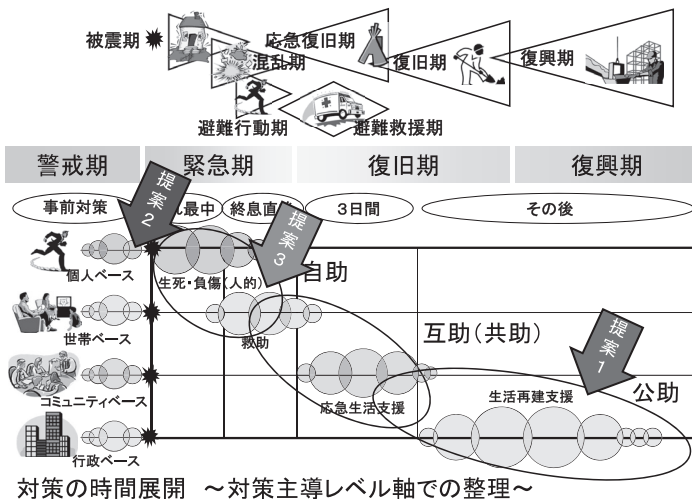 被震期
混乱期
応急復旧期
復旧期
復興期
避難行動期
避難救援期
警戒期
緊急期
復旧期
復興期
事前対策
最中
終息直
3日間
その後
提案2
提案3
提案1
個人ベース
世帯ベース
コミュニティベース
行政ベース
生死・負傷(人的)
自助
救助
互助(共助)
応急生活支援
生活再建支援
公助
対策の時間展開 ～対策主導レベル軸での整理～